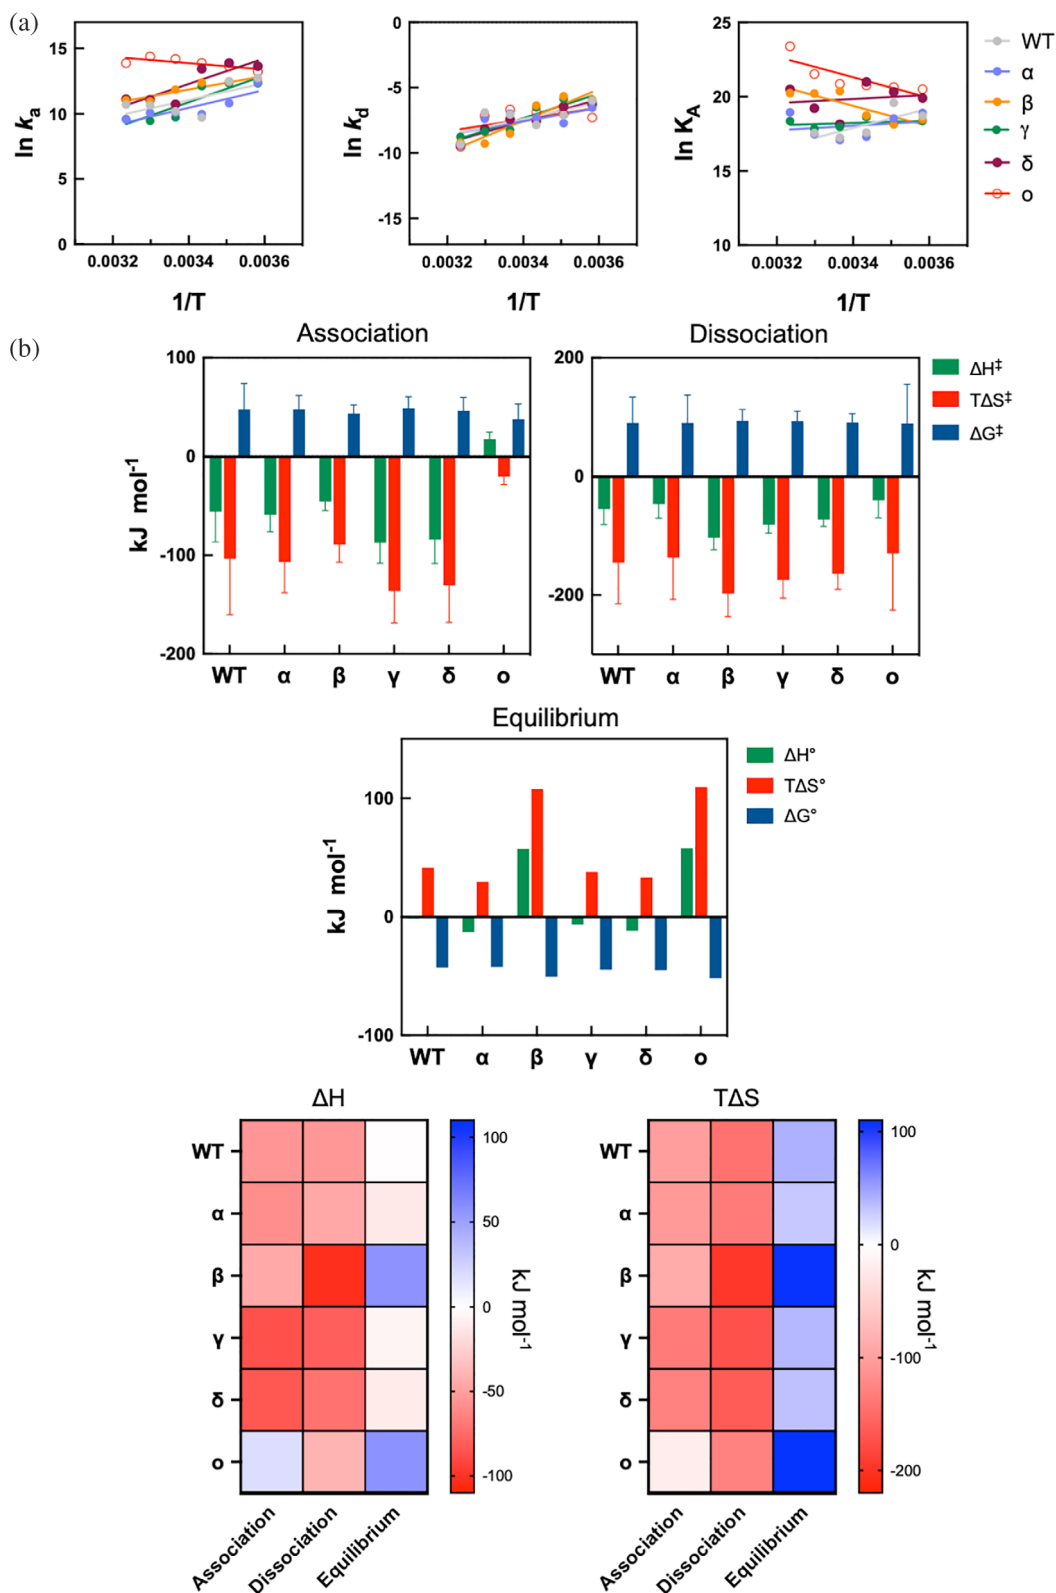 (a)
ln ka
15
10
5
0
0.0032 0.0034 0.0036
1/T
ln kd
0
-5
-10
-15
0.0032 0.0034 0.0036
1/T
ln KA
25
20
15
10
0.0032 0.0034 0.0036
1/T
WT
α
β
γ
δ
o
(b)
Association
kJ mol-1
100
0
-100
-200
WT α β γ δ o
Dissociation
200
0
-200
WT α β γ δ o
ΔH‡
TΔS‡
ΔG‡
Equilibrium
kJ mol-1
100
0
-100
WT α β γ δ o
ΔH°
TΔS°
ΔG°
ΔH
WT
α
β
γ
δ
o
Association Dissociation Equilibrium
100
50
0
-50
-100
kJ mol-1
TΔS
WT
α
β
γ
δ
o
Association Dissociation Equilibrium
100
0
-100
-200
kJ mol-1